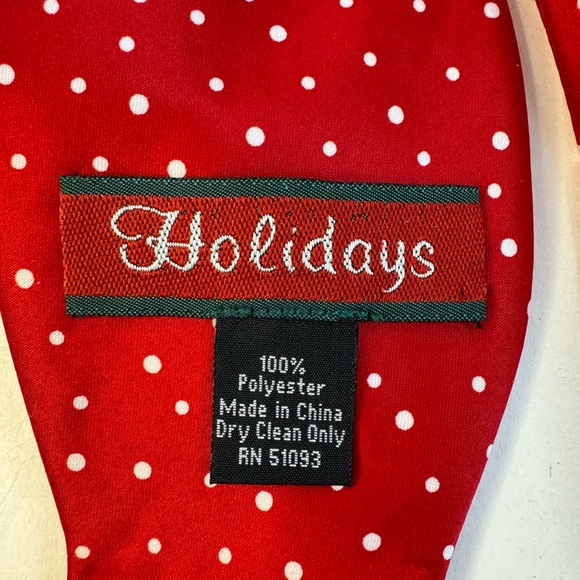 Holidays
100%
Polyester
Made in China
Dry Clean Only
RN 51093